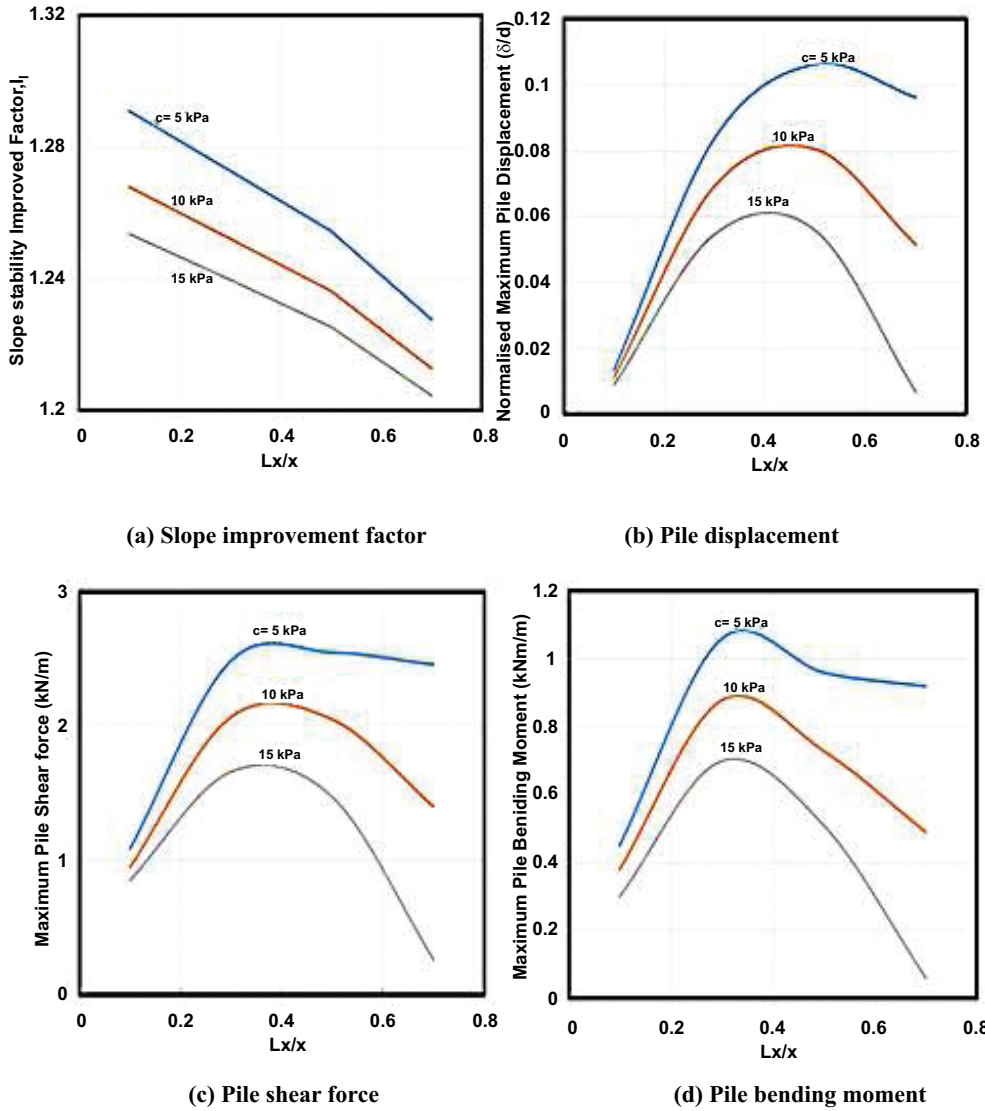 1.32
1.28
1.24
1.2
0
0.2
0.4
0.6
0.8
Slope stability Improved Factor,II
Lx/x
c= 5 kPa
10 kPa
15 kPa
(a) Slope improvement factor
0.12
0.1
0.08
0.06
0.04
0.02
0
0
0.2
0.4
0.6
0.8
Normalised Maximum Pile Displacement (δ/d)
Lx/x
c= 5 kPa
10 kPa
15 kPa
(b) Pile displacement
3
2
1
0
0
0.2
0.4
0.6
0.8
Maximum Pile Shear force (kN/m)
Lx/x
c= 5 kPa
10 kPa
15 kPa
(c) Pile shear force
1.2
1
0.8
0.6
0.4
0.2
0
0
0.2
0.4
0.6
0.8
Maximum Pile Beniding Moment (kNm/m)
Lx/x
c= 5 kPa
10 kPa
15 kPa
(d) Pile bending moment